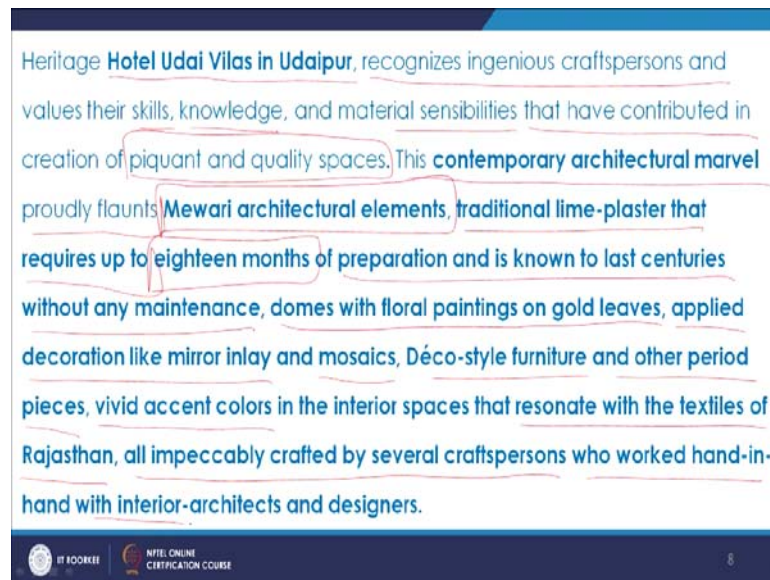 Heritage Hotel Udai Vilas in Udaipur, recognizes ingenious craftspersons and
values their skills, knowledge, and material sensibilities that have contributed in
creation of piquant and quality spaces. This contemporary architectural marvel
proudly flaunts Mewari architectural elements, traditional lime-plaster that
requires up to eighteen months of preparation and is known to last centuries
without any maintenance, domes with floral paintings on gold leaves, applied
decoration like mirror inlay and mosaics, Déco-style furniture and other period
pieces, vivid accent colors in the interior spaces that resonate with the textiles of
Rajasthan, all impeccably crafted by several craftspersons who worked hand-in-
hand with interior-architects and designers.
IIT ROORKEE
NPTEL ONLINE
CERTIFICATION COURSE
8